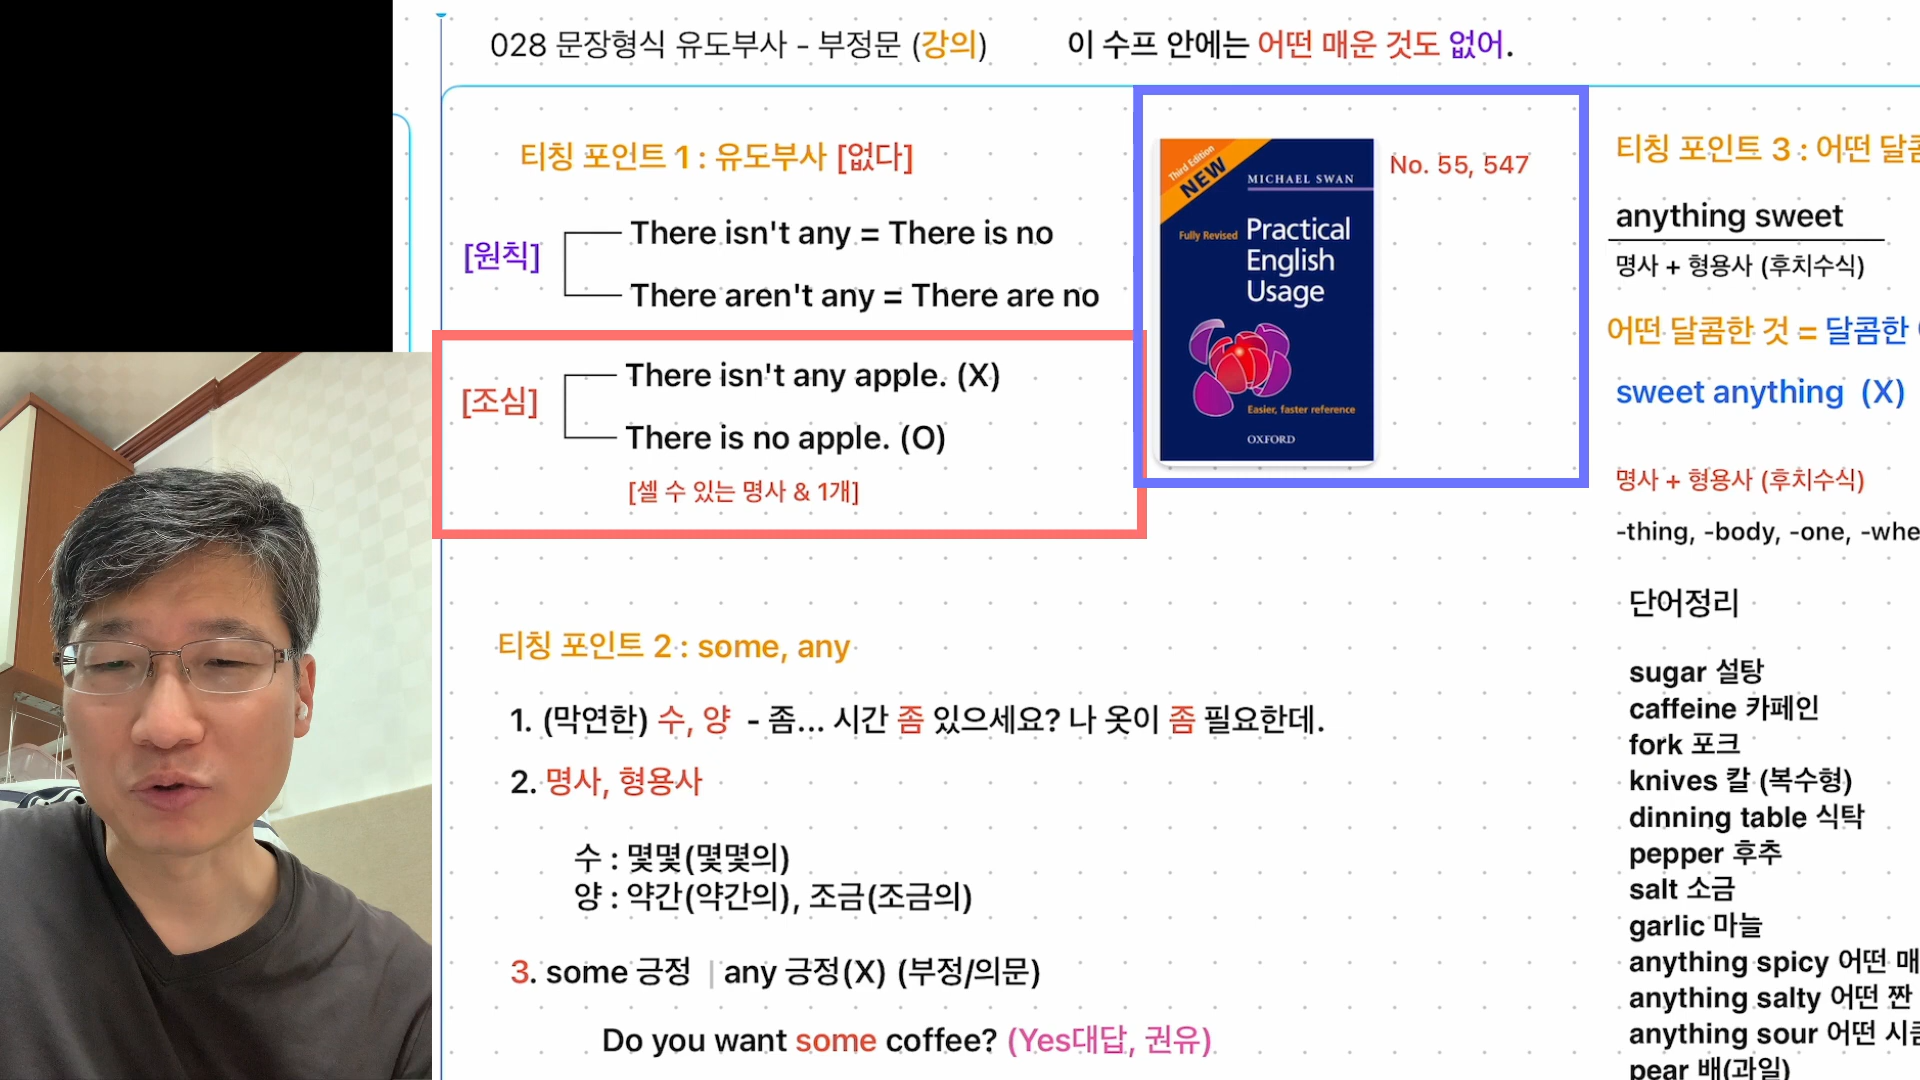 028 문장형식 유도부사 - 부정문 (강의)
이 수프 안에는 어떤 매운 것도 없어.
티칭 포인트 1 : 유도부사 [없다]
[원칙]
There isn't any = There is no
There aren't any = There are no
[조심]
There isn't any apple. (X)
There is no apple. (O)
[셀 수 있는 명사 & 1개]
Third Edition
NEW
MICHAEL SWAN
Fully Revised
Practical
English
Usage
Easier, faster reference
OXFORD
No. 55, 547
티칭 포인트 2 : some, any
1. (막연한) 수, 양 - 좀... 시간 좀 있으세요? 나 옷이 좀 필요한데.
2. 명사, 형용사
수 : 몇몇(몇몇의)
양 : 약간(약간의), 조금(조금의)
3. some 긍정 | any 긍정(X) (부정/의문)
Do you want some coffee? (Yes대답, 권유)
티칭 포인트 3 : 어떤 달콤
anything sweet
명사 + 형용사 (후치수식)
어떤 달콤한 것 = 달콤한
sweet anything (X)
명사 + 형용사 (후치수식)
-thing, -body, -one, -whe
단어정리
sugar 설탕
caffeine 카페인
fork 포크
knives 칼 (복수형)
dinning table 식탁
pepper 후추
salt 소금
garlic 마늘
anything spicy 어떤 매
anything salty 어떤 짠
anything sour 어떤 시큼
pear 배(과일)